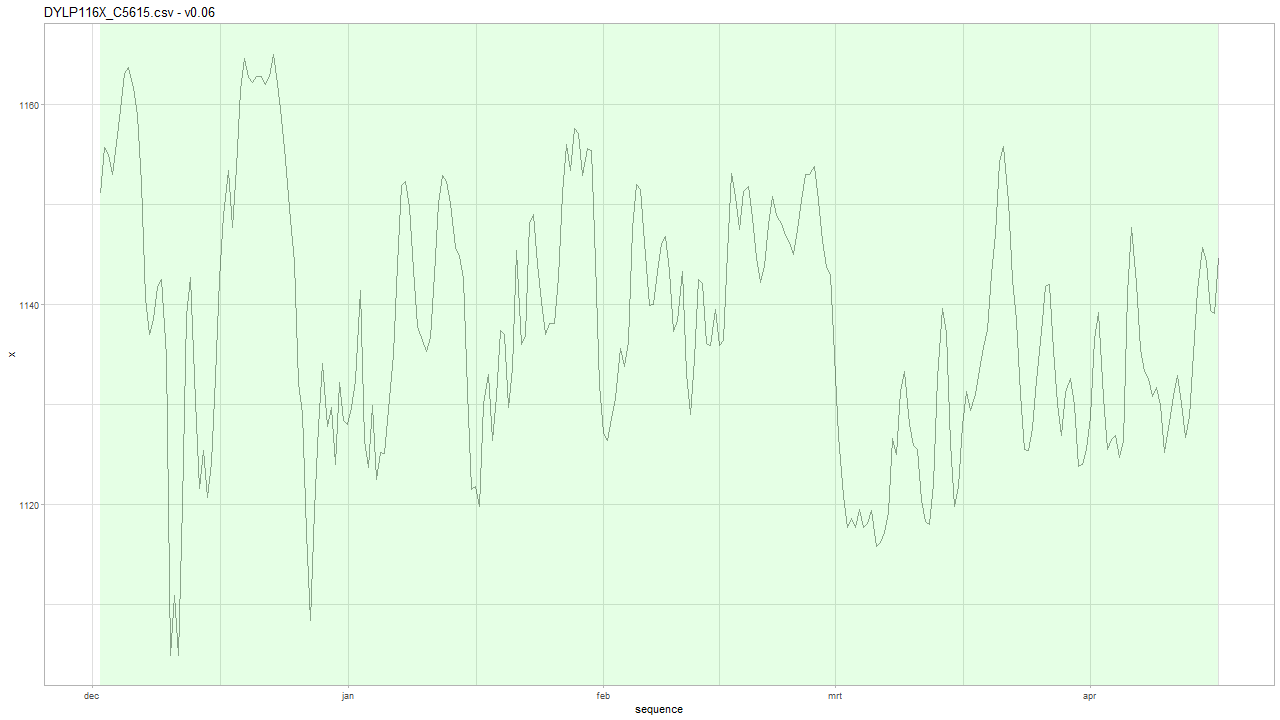 DYLP116X_C5615.csv - v0.06
1160
1140
x
1120
dec jan feb mrt apr
sequence